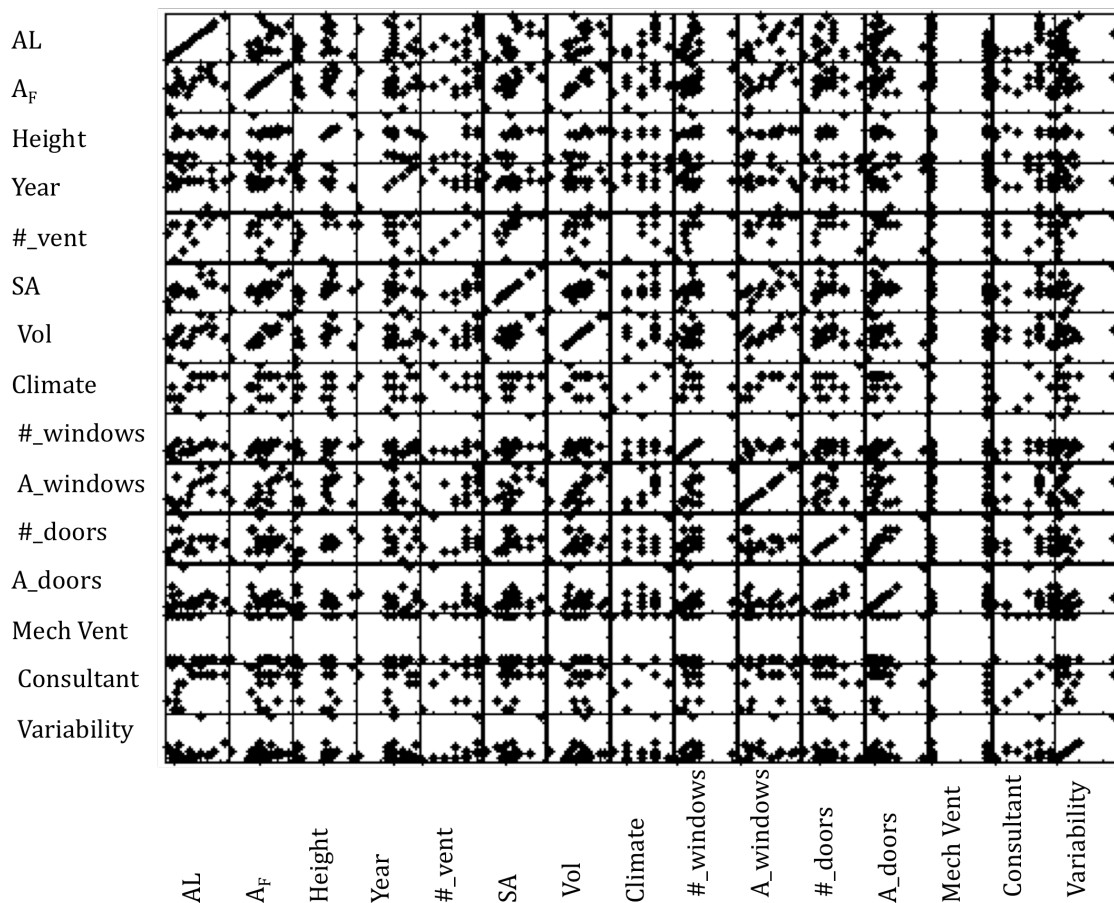 AL
A_F
Height
Year
#_vent
SA
Vol
Climate
#_windows
A_windows
#_doors
A_doors
Mech Vent
Consultant
Variability
AL
A_F
Height
Year
#_vent
SA
Vol
Climate
#_windows
A_windows
#_doors
A_doors
Mech Vent
Consultant
Variability